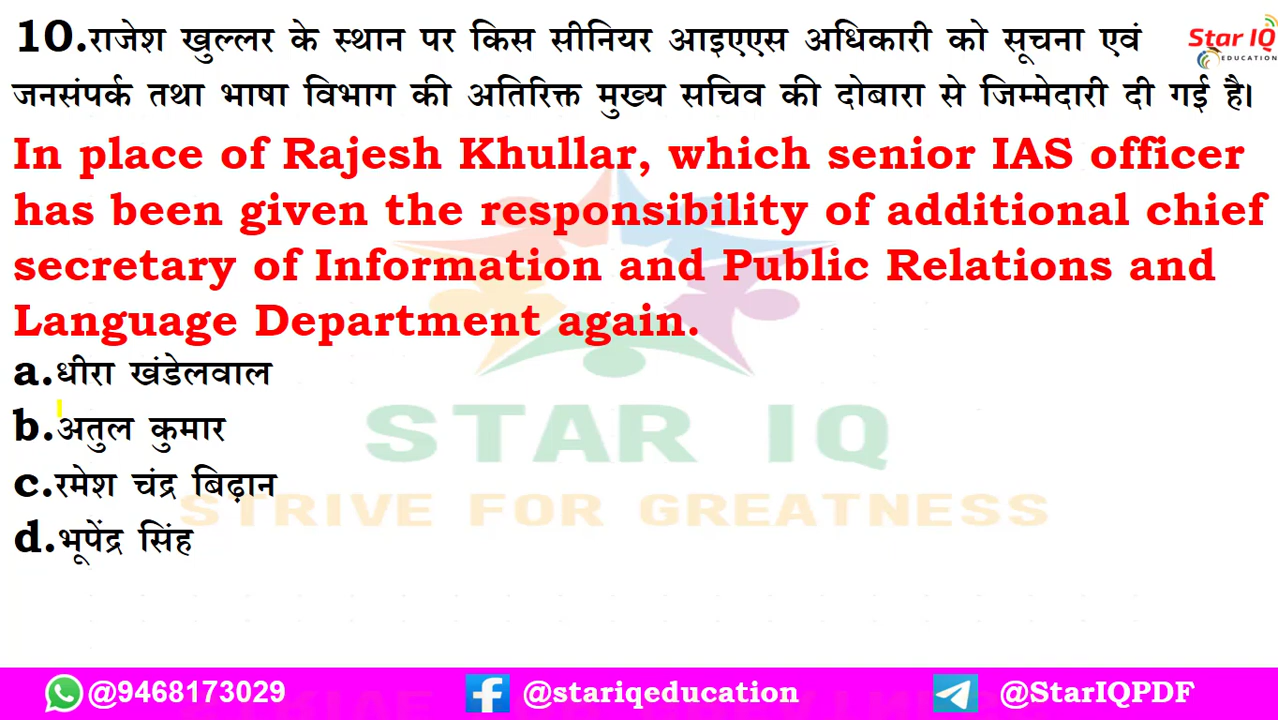 10.राजेश खुल्लर के स्थान पर किस सीनियर आइएएस अधिकारी को सूचना एवं
Star IQ
EDUCATION
जनसंपर्क तथा भाषा विभाग की अतिरिक्त मुख्य सचिव की दोबारा से जिम्मेदारी दी गई है।
In place of Rajesh Khullar, which senior IAS officer
has been given the responsibility of additional chief
secretary of Information and Public Relations and
Language Department again.
a.धीरा खंडेलवाल
b.अतुल कुमार
STAR IQ
c.रमेश चंद्र बिढ़ान
STRIVE FOR GREATNESS
d.भूपेंद्र सिंह
@9468173029 @stariqeducation @StarIQPDF